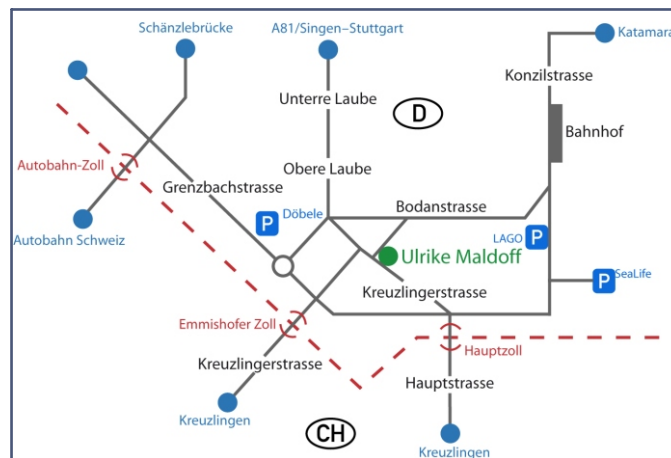 Schänzlebrücke
A81/Singen–Stuttgart
Katamara
Konzilstrasse
Unterre Laube
D
Bahnhof
Autobahn-Zoll
Obere Laube
Grenzbachstrasse
Bodanstrasse
P
Döbele
Autobahn Schweiz
LAGO
P
Ulrike Maldoff
P
SeaLife
Kreuzlingerstrasse
Emmishofer Zoll
Hauptzoll
Kreuzlingerstrasse
Hauptstrasse
Kreuzlingen
CH
Kreuzlingen